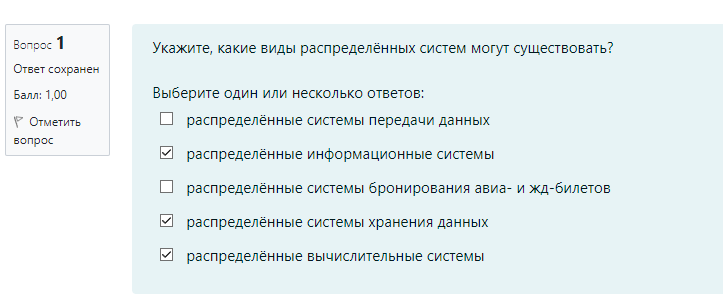 Вопрос 1
Ответ сохранен
Балл: 1,00
Отметить
вопрос
Укажите, какие виды распределённых систем могут существовать?
Выберите один или несколько ответов:
распределённые системы передачи данных
распределённые информационные системы
распределённые системы бронирования авиа- и жд-билетов
распределённые системы хранения данных
распределённые вычислительные системы